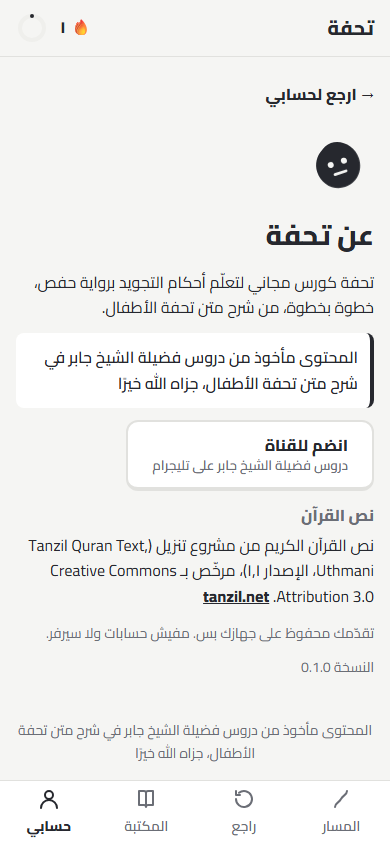 تحفة
١
→ ارجع لحسابي
عن تحفة
تحفة كورس مجاني لتعلّم أحكام التجويد برواية حفص،
خطوة بخطوة، من شرح متن تحفة الأطفال.
المحتوى مأخوذ من دروس فضيلة الشيخ جابر في
شرح متن تحفة الأطفال، جزاه الله خيرًا
انضم للقناة
دروس فضيلة الشيخ جابر على تليجرام
نص القرآن
نص القرآن الكريم من مشروع تنزيل (Tanzil Quran Text,
Uthmani، الإصدار ١٫١)، مرخّص بـ Creative Commons
Attribution 3.0. tanzil.net
تقدّمك محفوظ على جهازك بس. مفيش حسابات ولا سيرفر.
النسخة 0.1.0
المحتوى مأخوذ من دروس فضيلة الشيخ جابر في شرح متن تحفة
الأطفال، جزاه الله خيرًا
المسار
راجع
المكتبة
حسابي